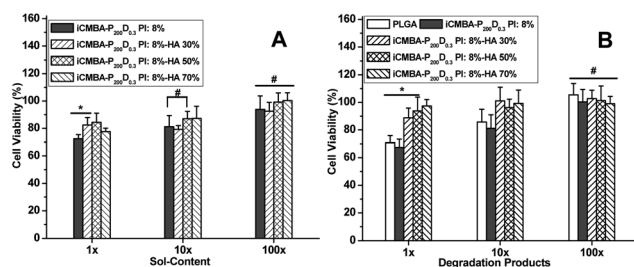 A
iCMBA-P200D0.3 PI: 8%
iCMBA-P200D0.3 PI: 8%-HA 30%
iCMBA-P200D0.3 PI: 8%-HA 50%
iCMBA-P200D0.3 PI: 8%-HA 70%
Cell Viability (%)
160
140
120
100
80
60
40
20
0
*
#
#
1x 10x 100x
Sol-Content
B
PLGA iCMBA-P200D0.3 PI: 8%
iCMBA-P200D0.3 PI: 8%-HA 30%
iCMBA-P200D0.3 PI: 8%-HA 50%
iCMBA-P200D0.3 PI: 8%-HA 70%
Cell Viability (%)
160
140
120
100
80
60
40
20
0
*
#
1x 10x 100x
Degradation Products